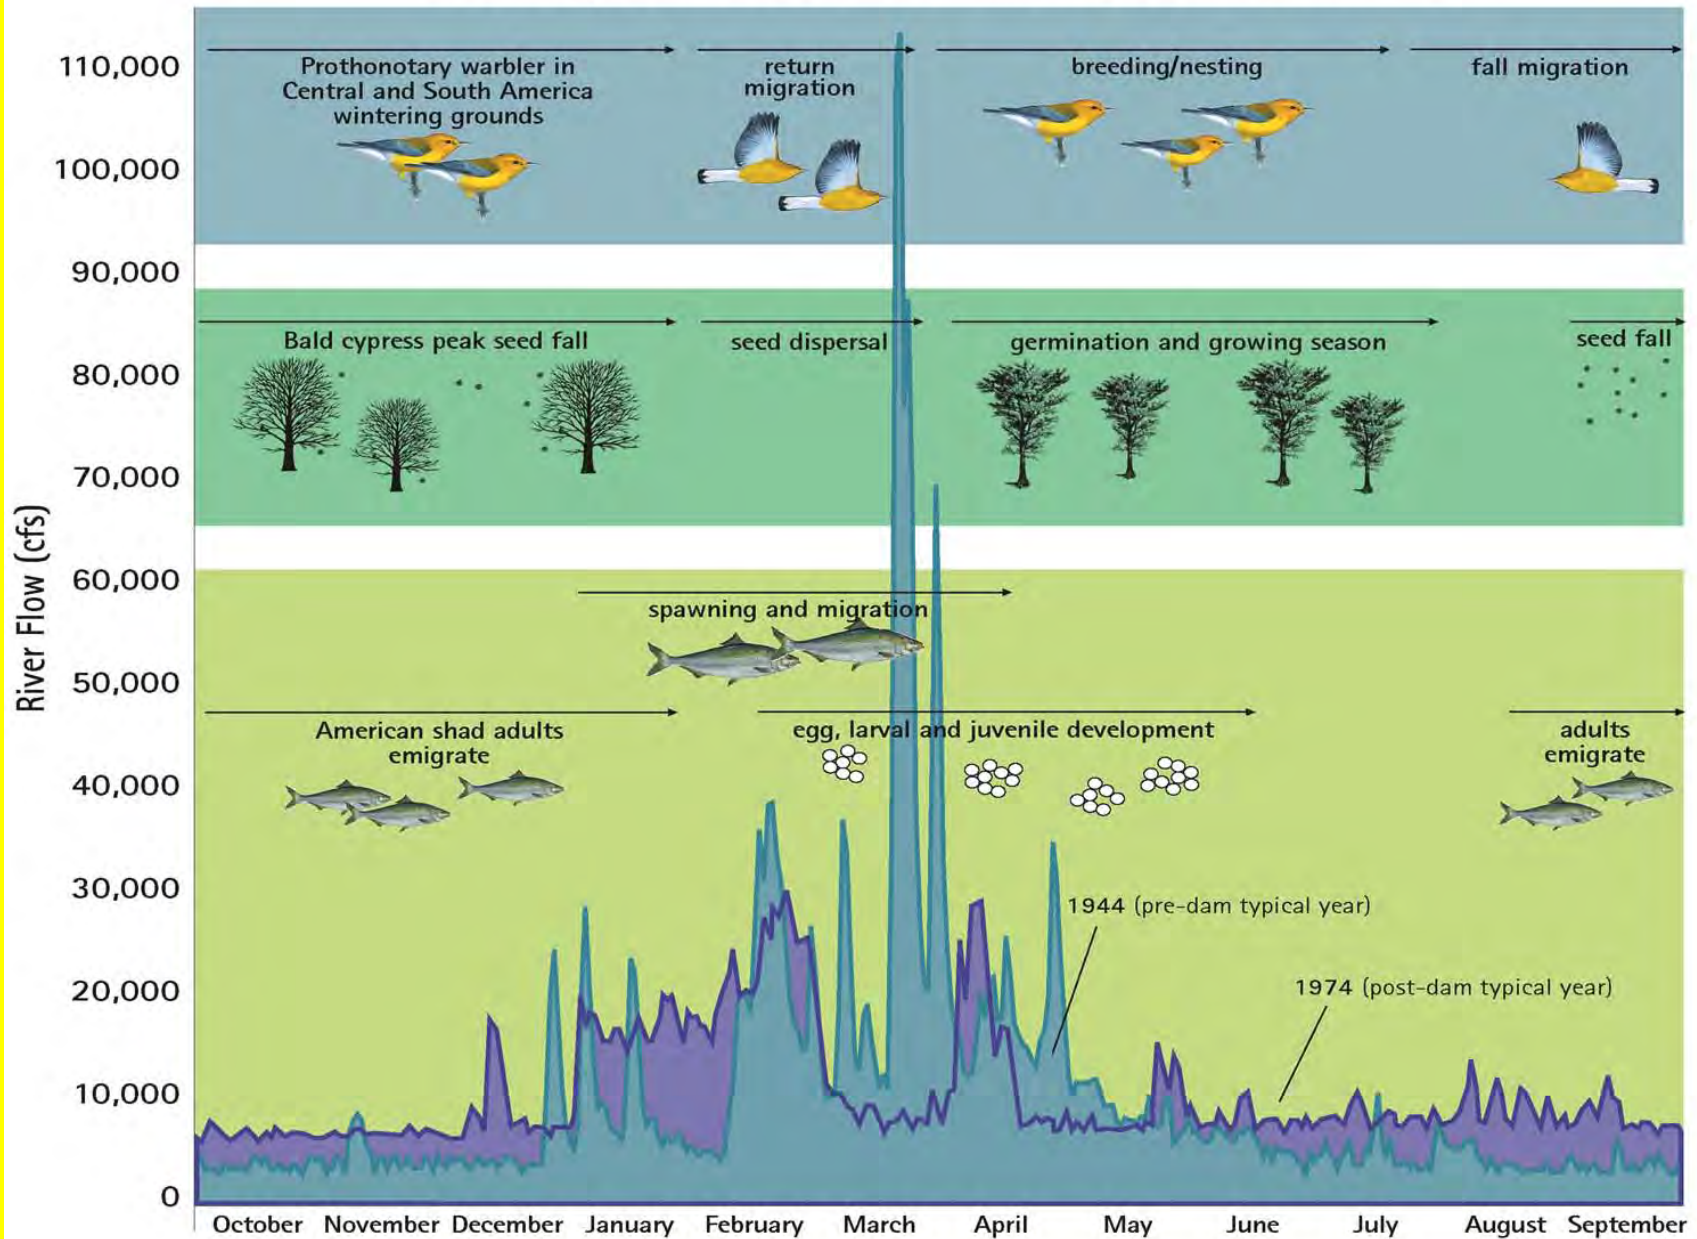 110,000
100,000
90,000
80,000
70,000
60,000
50,000
40,000
30,000
20,000
10,000
0
River Flow (cfs)
Prothonotary warbler in
Central and South America
wintering grounds
return
migration
breeding/nesting
fall migration
Bald cypress peak seed fall
seed dispersal
germination and growing season
seed fall
spawning and migration
American shad adults
emigrate
egg, larval and juvenile development
adults
emigrate
1944 (pre-dam typical year)
1974 (post-dam typical year)
October November December January February March April May June July August September